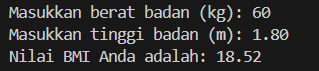 Masukkan berat badan (kg): 60
Masukkan tinggi badan (m): 1.80
Nilai BMI Anda adalah: 18.52